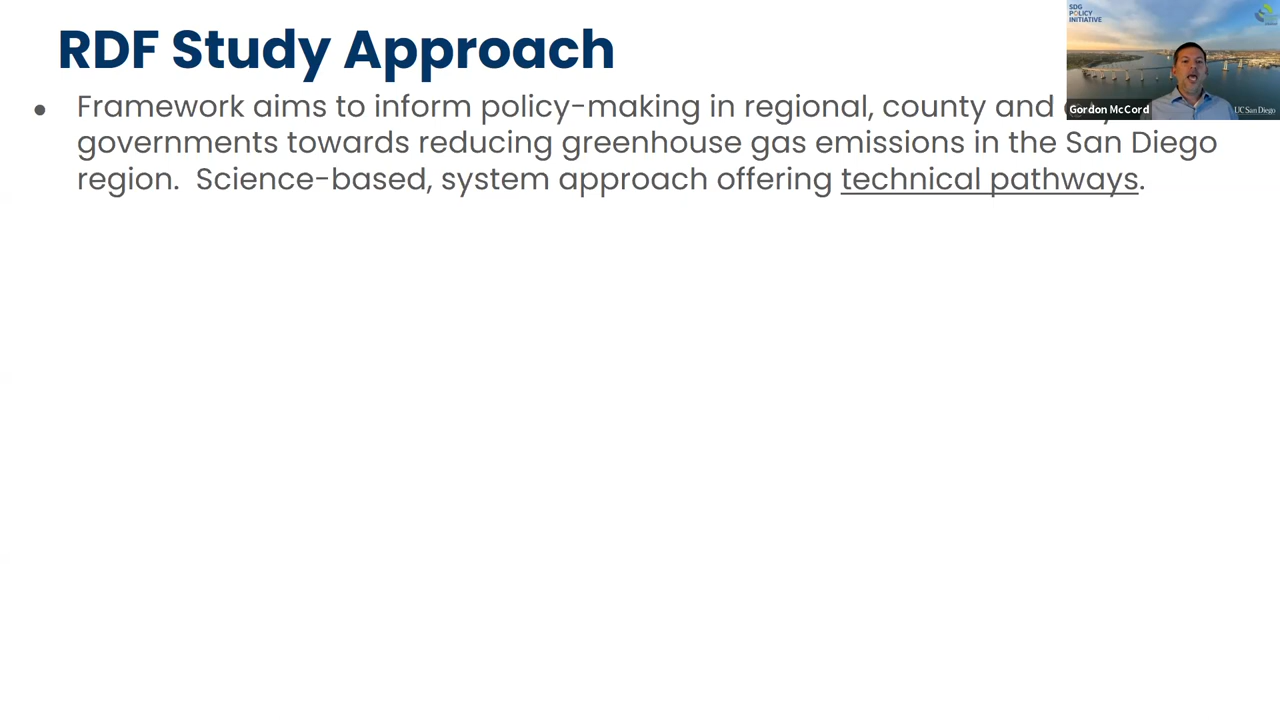 RDF Study Approach
SDG
POLICY
INITIATIVE
● Framework aims to inform policy-making in regional, county and
governments towards reducing greenhouse gas emissions in the San Diego
region. Science-based, system approach offering technical pathways.
Gordon McCord
UC San Diego